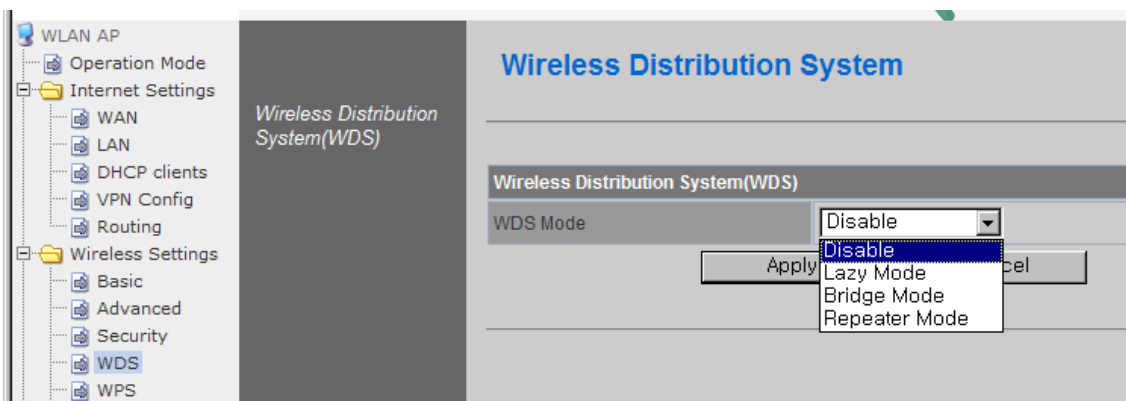 WLAN AP
Operation Mode
Internet Settings
WAN
LAN
DHCP clients
VPN Config
Routing
Wireless Settings
Basic
Advanced
Security
WDS
WPS
Wireless Distribution
System(WDS)
Wireless Distribution System
Wireless Distribution System(WDS)
WDS Mode
Disable
Disable
Lazy Mode
Bridge Mode
Repeater Mode
Apply
cel